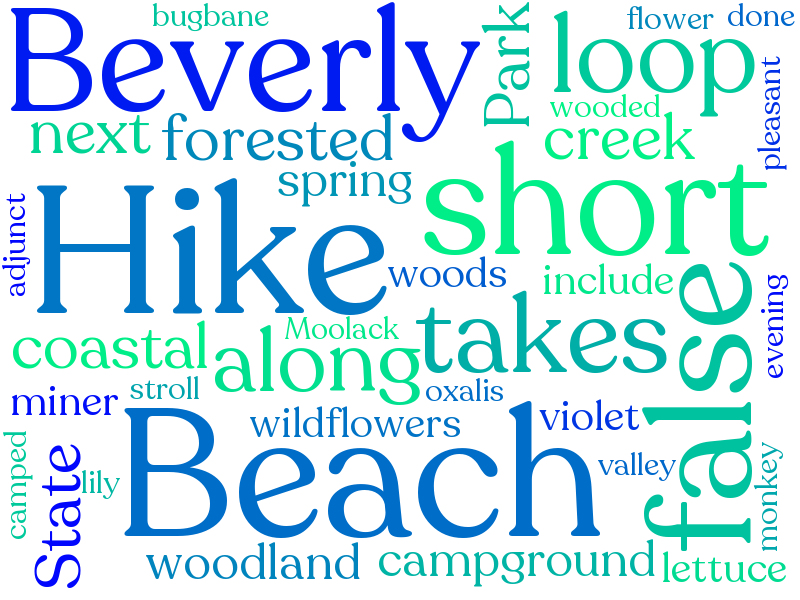 bugbane
Beverly
Park
flower
done
loop
wooded
pleasant
next
forested
creek
spring
short
adjunct
Hike
woods
include
false
evening
coastal
Moolack
along
takes
miner
stroll
oxalis
wildflowers
violet
Beach
valley
camped
State
lily
monkey
woodland
campground
lettuce